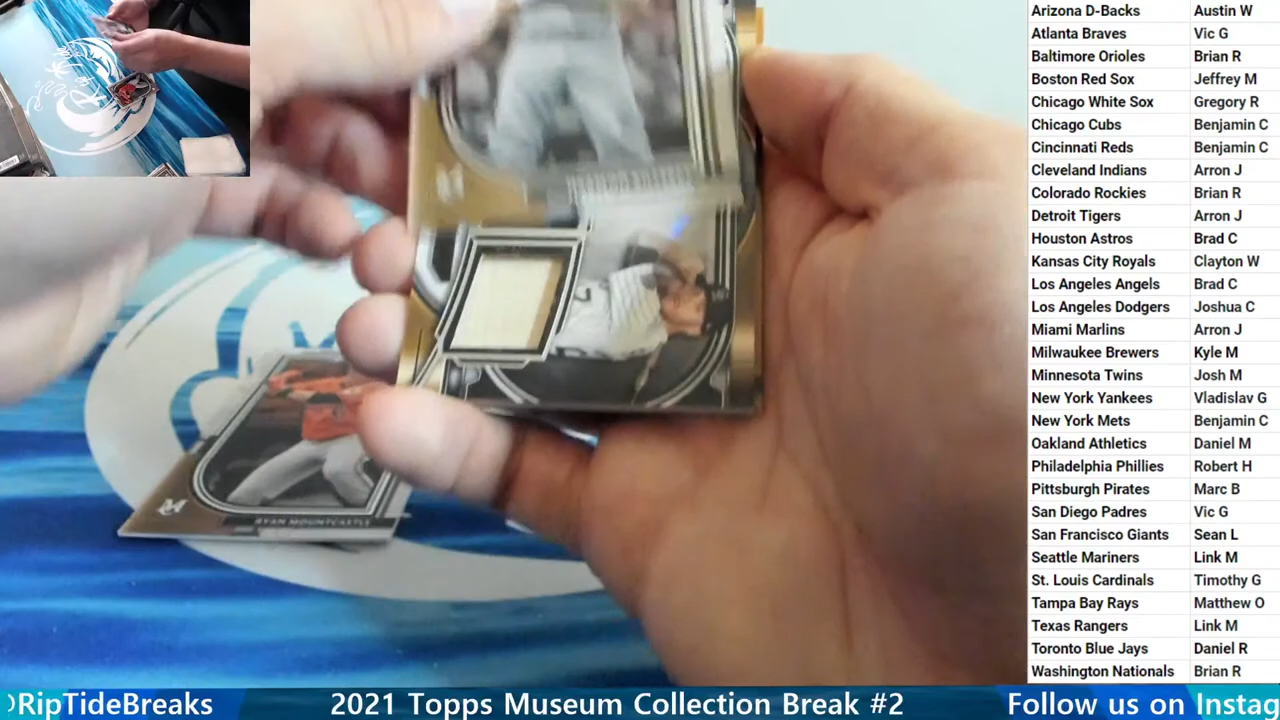 RYAN MOUNTCASTLE
Arizona D-Backs Austin W
Atlanta Braves Vic G
Baltimore Orioles Brian R
Boston Red Sox Jeffrey M
Chicago White Sox Gregory R
Chicago Cubs Benjamin C
Cincinnati Reds Benjamin C
Cleveland Indians Arron J
Colorado Rockies Brian R
Detroit Tigers Arron J
Houston Astros Brad C
Kansas City Royals Clayton W
Los Angeles Angels Brad C
Los Angeles Dodgers Joshua C
Miami Marlins Arron J
Milwaukee Brewers Kyle M
Minnesota Twins Josh M
New York Yankees Vladislav G
New York Mets Benjamin C
Oakland Athletics Daniel M
Philadelphia Phillies Robert H
Pittsburgh Pirates Marc B
San Diego Padres Vic G
San Francisco Giants Sean L
Seattle Mariners Link M
St. Louis Cardinals Timothy G
Tampa Bay Rays Matthew O
Texas Rangers Link M
Toronto Blue Jays Daniel R
Washington Nationals Brian R
RipTideBreaks 2021 Topps Museum Collection Break #2 Follow us on Instag